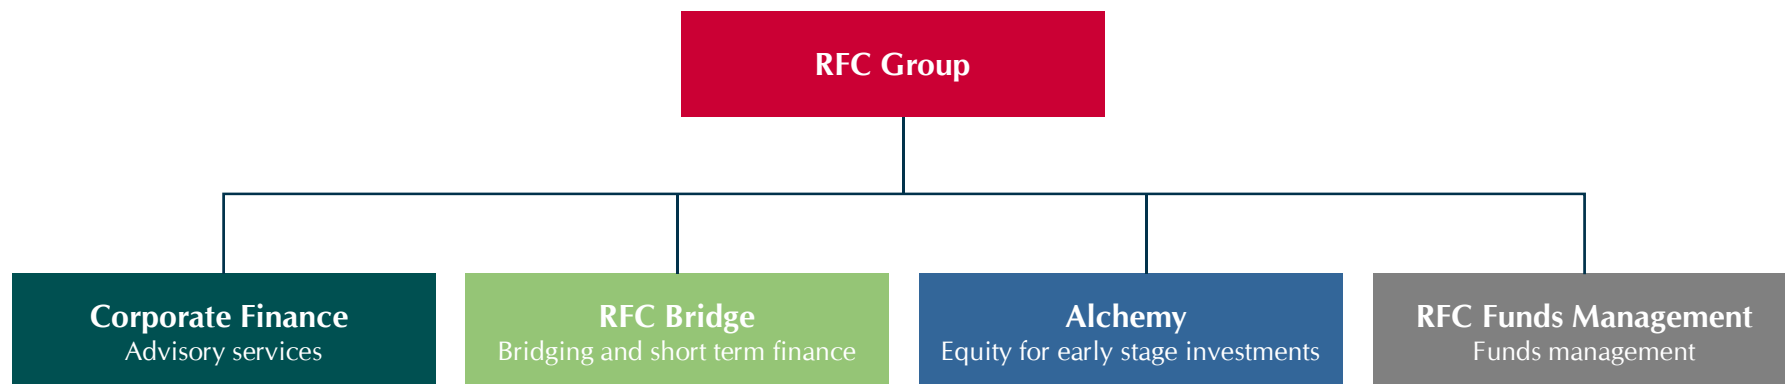 RFC Group
Corporate Finance
Advisory services
RFC Bridge
Bridging and short term finance
Alchemy
Equity for early stage investments
RFC Funds Management
Funds management